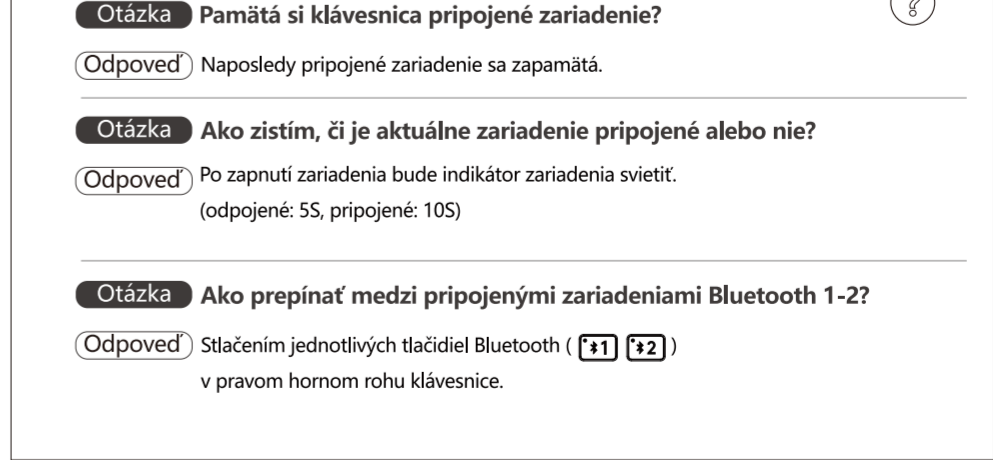 ?
Otázka Pamätá si klávesnica pripojené zariadenie?
Odpoveď Naposledy pripojené zariadenie sa zapamätá.
Otázka Ako zistím, či je aktuálne zariadenie pripojené alebo nie?
Odpoveď Po zapnutí zariadenia bude indikátor zariadenia svietiť.
(odpojené: 5S, pripojené: 10S)
Otázka Ako prepínať medzi pripojenými zariadeniami Bluetooth 1-2?
Odpoveď Stlačením jednotlivých tlačidiel Bluetooth ( 1 2 )
v pravom hornom rohu klávesnice.